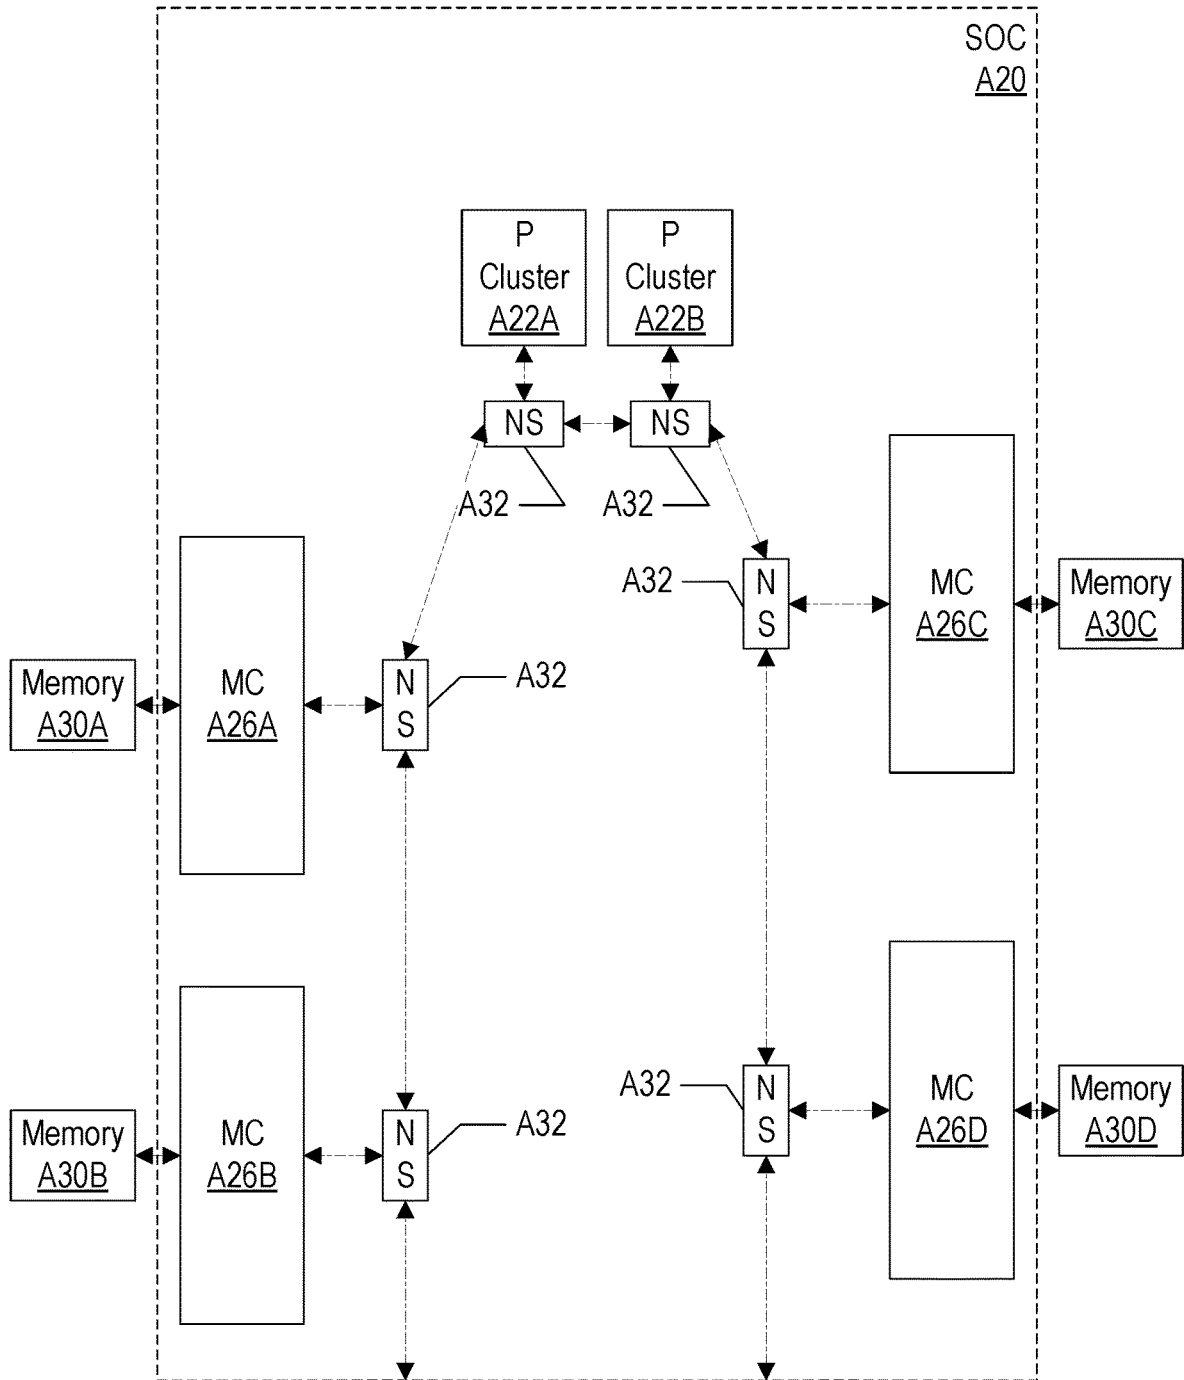 SOC
A20
P
Cluster
A22A
P
Cluster
A22B
NS
NS
A32
A32
A32
N
S
MC
A26C
Memory
A30C
Memory
A30A
MC
A26A
N
S
A32
A32
N
S
MC
A26D
Memory
A30D
Memory
A30B
MC
A26B
N
S
A32